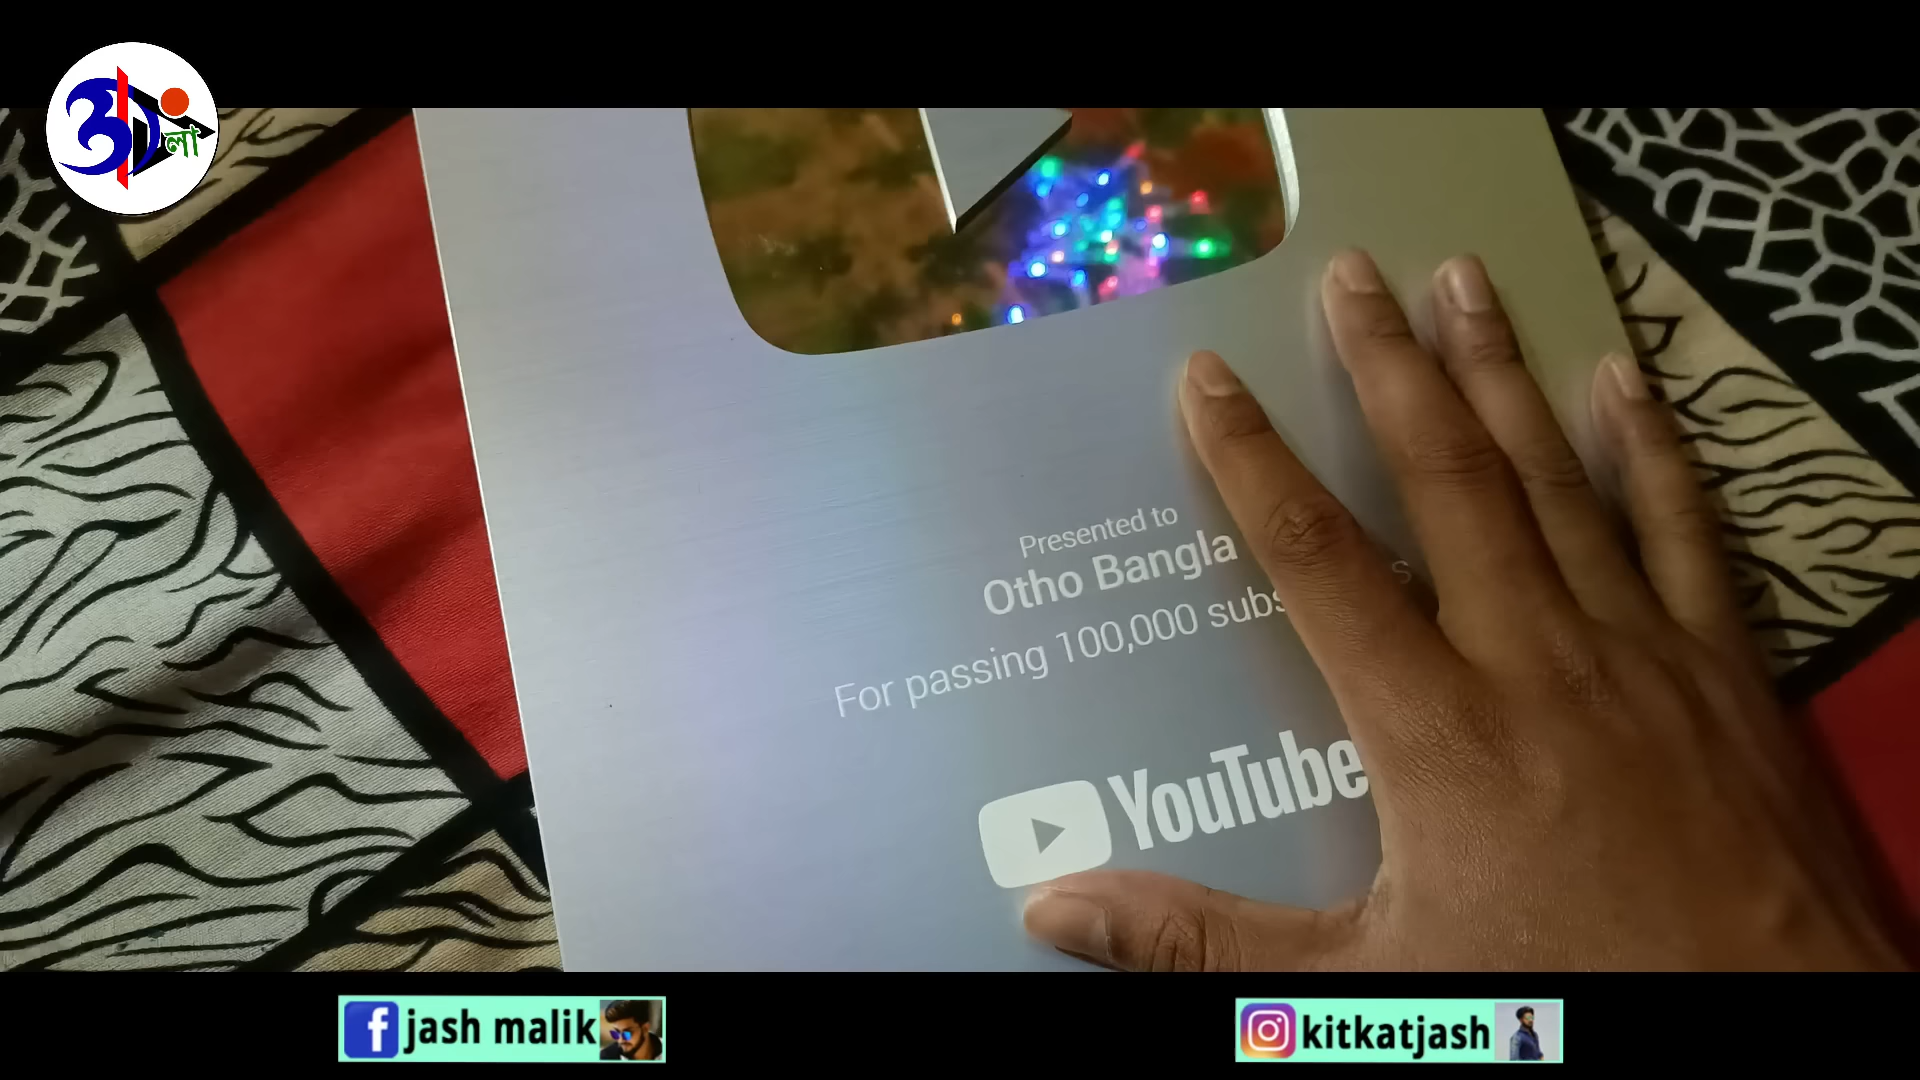 লা
Presented to
Otho Bangla
For passing 100,000
YouTube
jash malik
kitkatjash